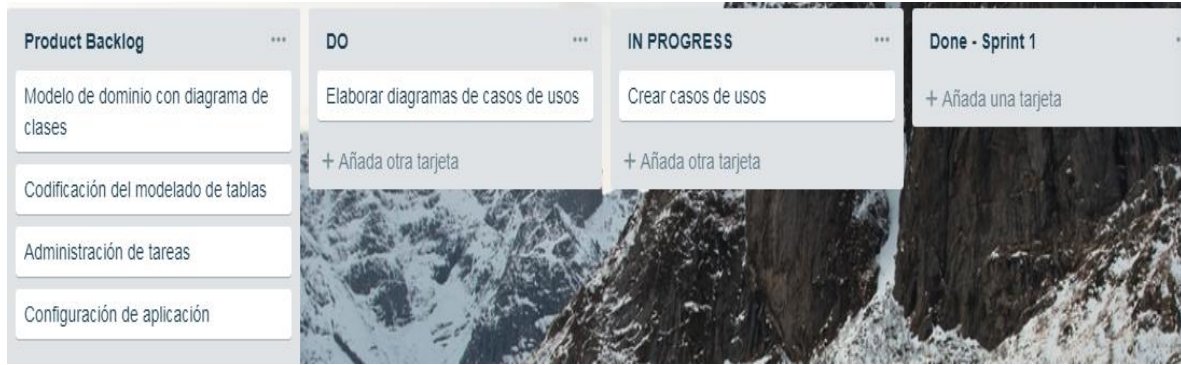 Product Backlog ...
Modelo de dominio con diagrama de
clases
Codificación del modelado de tablas
Administración de tareas
Configuración de aplicación
DO ...
Elaborar diagramas de casos de usos
+ Añada otra tarjeta
IN PROGRESS ...
Crear casos de usos
+ Añada otra tarjeta
Done - Sprint 1
+ Añada una tarjeta